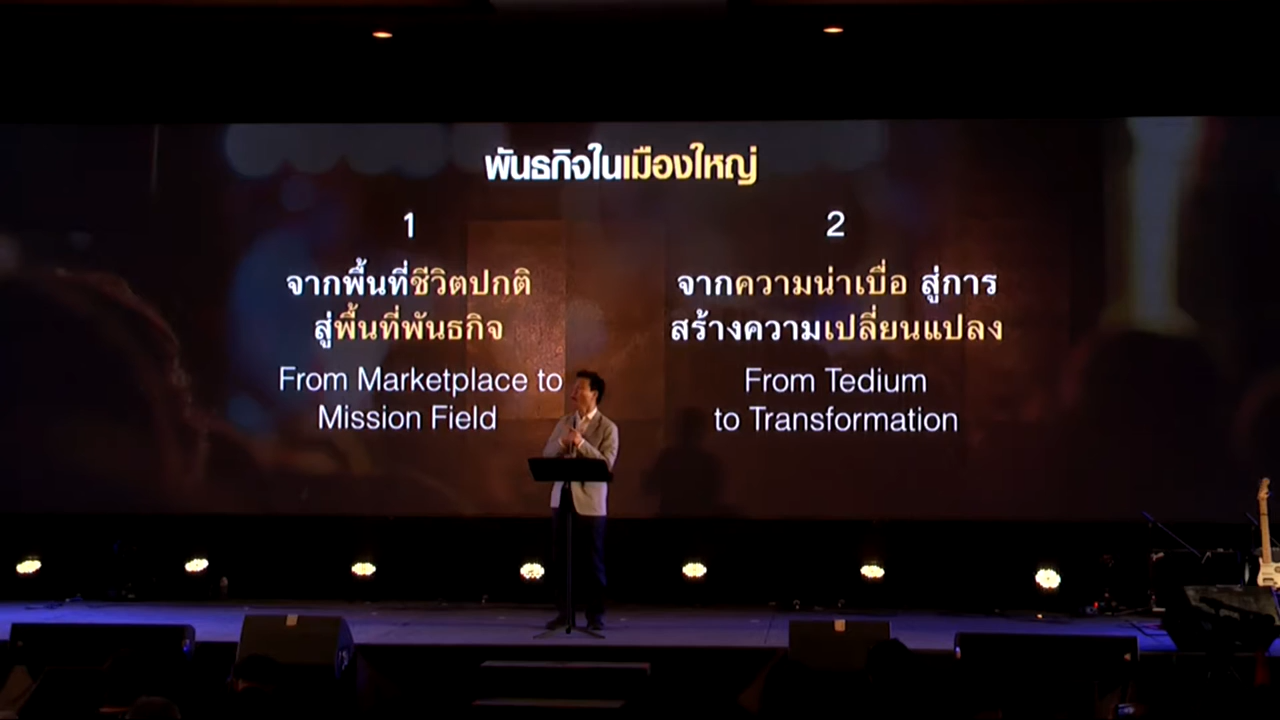 พันธกิจในเมืองใหญ่
1
จากพื้นที่ชีวิตปกติ
สู่พื้นที่พันธกิจ
From Marketplace to
Mission Field
2
จากความน่าเบื่อ สู่การ
สร้างความเปลี่ยนแปลง
From Tedium
to Transformation